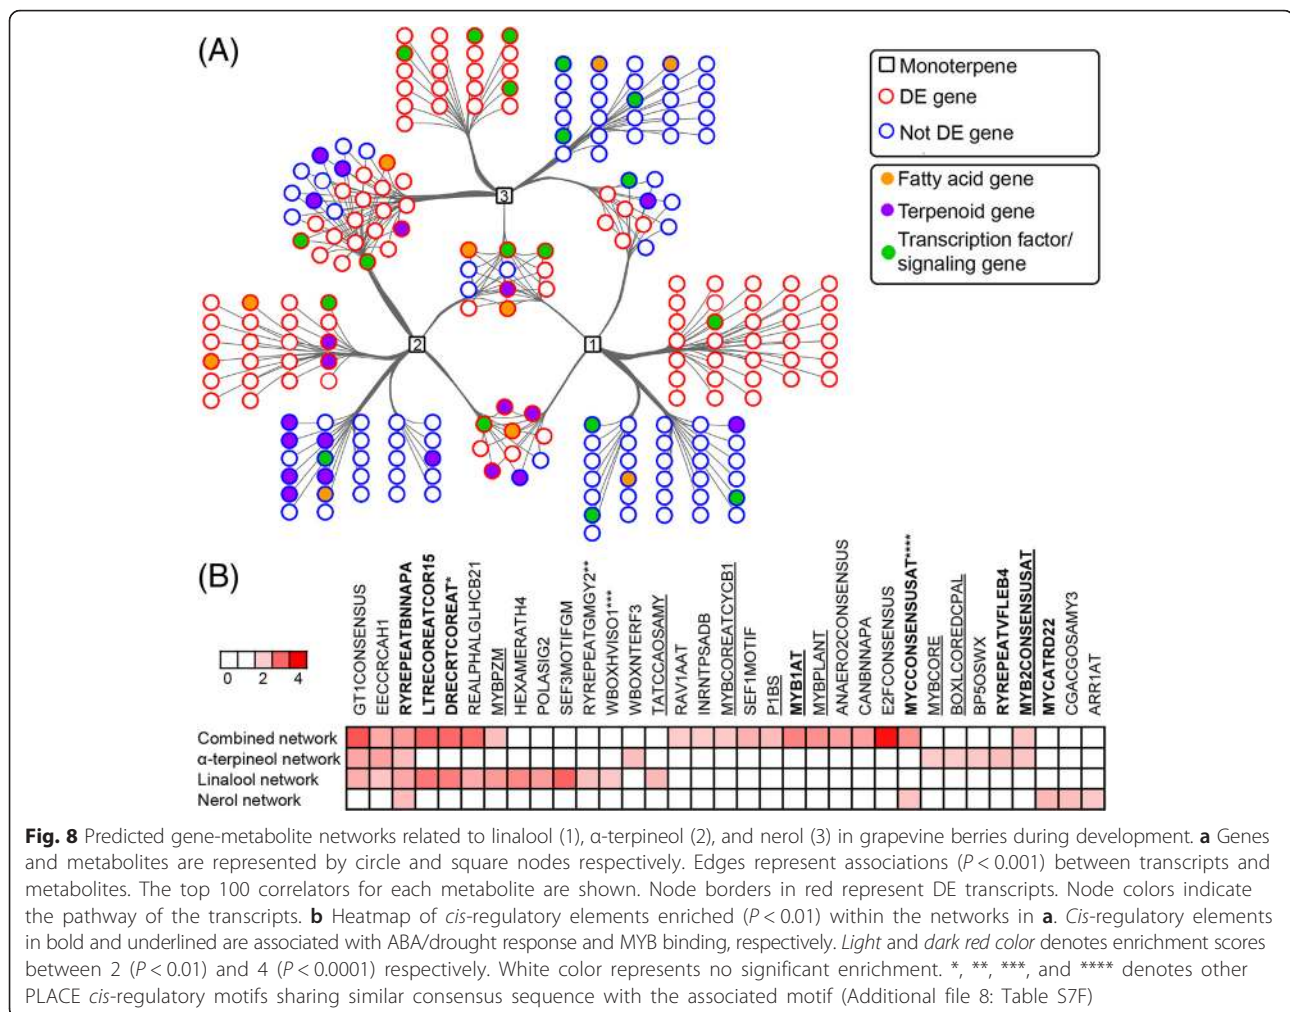 (A)
Monoterpene
DE gene
Not DE gene
Fatty acid gene
Terpenoid gene
Transcription factor/
signaling gene
3
2
1
(B)
0 2 4
GT1CONSENSUS
EECCRCAH1
RYREPEATBNNAPA
LTRECOREATCOR15
DRECRTCOREAT*
REALPHALGLHCB21
MYBPZM
HEXAMERATH4
POLASIG2
SEF3MOTIFGM
RYREPEATGMGY2**
WBOXHVISO1***
WBOXNTERF3
TATCCAOSAMY
RAV1AAT
INRNTPSADB
MYBCOREATCYCB1
SEF1MOTIF
P1BS
MYB1AT
MYBPLANT
ANAERO2CONSENSUS
CANBNNAPA
E2FCONSENSUS
MYCCONSENSUSAT****
MYBCORE
BOXLCOREDCPAL
BP5OSWX
RYREPEATVFLEB4
MYB2CONSENSUSAT
MYCATRD22
CGACGOSAMY3
ARR1AT
Combined network
α-terpineol network
Linalool network
Nerol network
Fig. 8 Predicted gene-metabolite networks related to linalool (1), α-terpineol (2), and nerol (3) in grapevine berries during development. a Genes
and metabolites are represented by circle and square nodes respectively. Edges represent associations (P < 0.001) between transcripts and
metabolites. The top 100 correlators for each metabolite are shown. Node borders in red represent DE transcripts. Node colors indicate
the pathway of the transcripts. b Heatmap of cis-regulatory elements enriched (P < 0.01) within the networks in a. Cis-regulatory elements
in bold and underlined are associated with ABA/drought response and MYB binding, respectively. Light and dark red color denotes enrichment scores
between 2 (P < 0.01) and 4 (P < 0.0001) respectively. White color represents no significant enrichment. *, **, ***, and **** denotes other
PLACE cis-regulatory motifs sharing similar consensus sequence with the associated motif (Additional file 8: Table S7F)